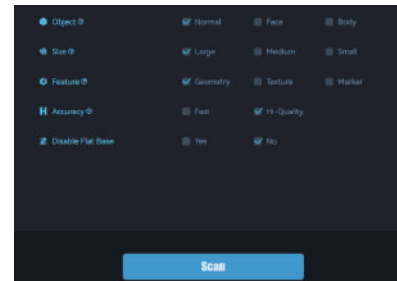 Object Normal Face Body
Size Large Medium Small
Feature Geometry Texture Marker
Accuracy Fast Hi-Quality
Disable Flat Base Yes No
Scan